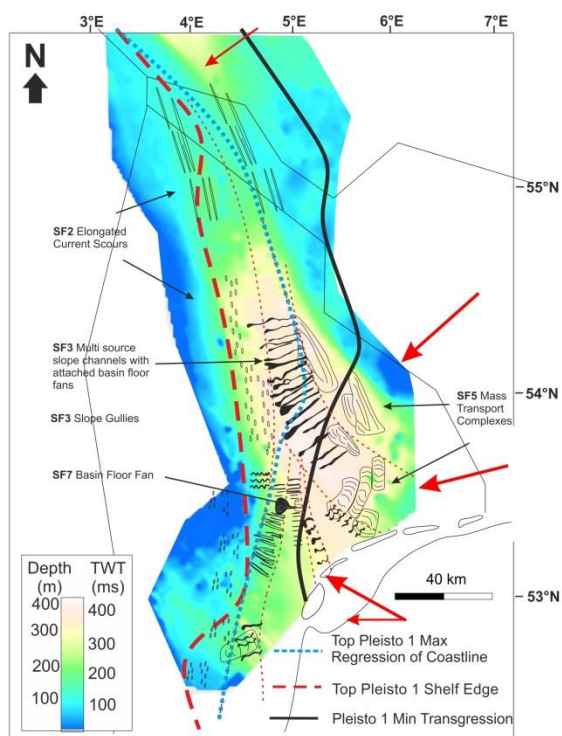 3°E 4°E 5°E 6°E 7°E
N
55°N
SF2 Elongated
Current Scours
SF3 Multi source
slope channels with
attached basin floor
fans
54°N
SF5 Mass
Transport
Complexes
SF3 Slope Gullies
SF7 Basin Floor Fan
Depth TWT
(m) (ms)
400 400
300 300
200 200
100 100
40 km
53°N
Top Pleisto 1 Max
Regression of Coastline
Top Pleisto 1 Shelf Edge
Pleisto 1 Min Transgression